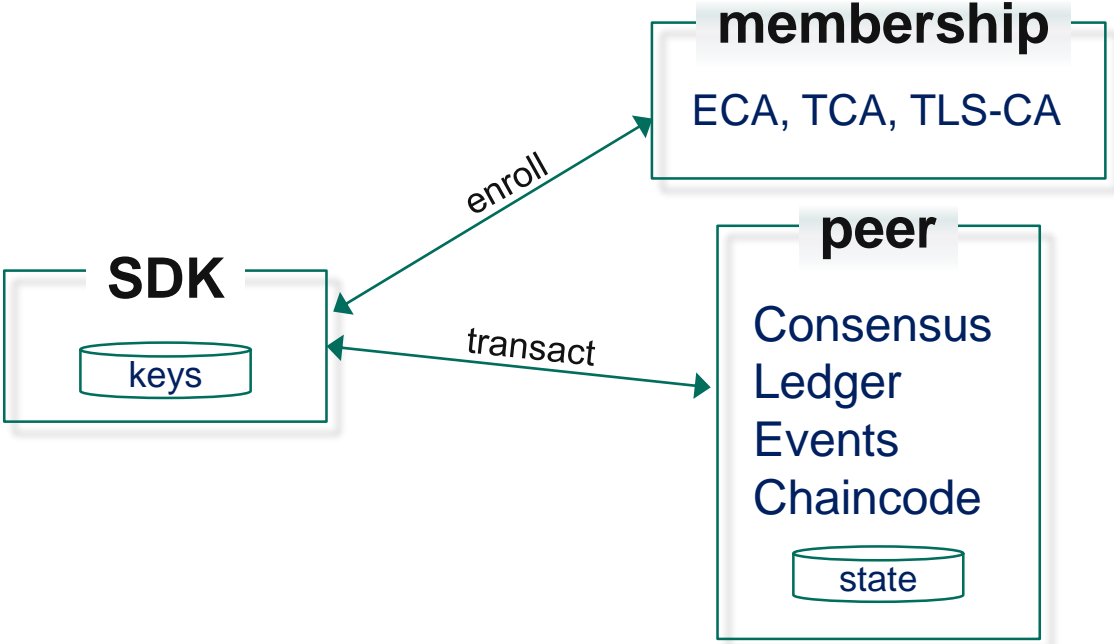 membership
ECA, TCA, TLS-CA
enroll
peer
SDK
keys
transact
Consensus
Ledger
Events
Chaincode
state